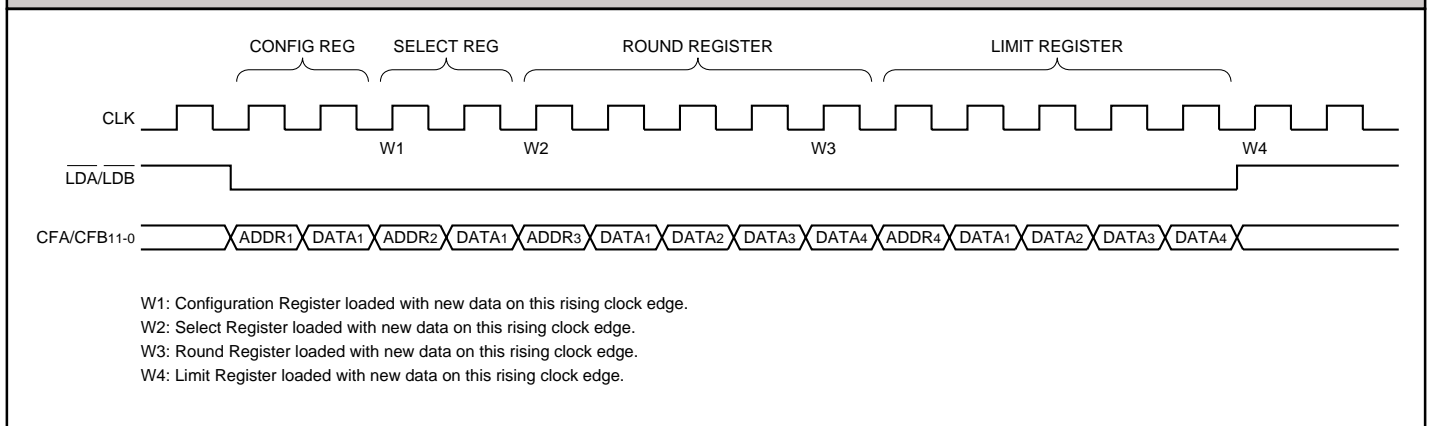 CONFIG REG SELECT REG ROUND REGISTER LIMIT REGISTER
CLK
W1 W2 W3 W4
LDA/LDB
CFA/CFB11-0 ADDR1 DATA1 ADDR2 DATA1 ADDR3 DATA1 DATA2 DATA3 DATA4 ADDR4 DATA1 DATA2 DATA3 DATA4
W1: Configuration Register loaded with new data on this rising clock edge.
W2: Select Register loaded with new data on this rising clock edge.
W3: Round Register loaded with new data on this rising clock edge.
W4: Limit Register loaded with new data on this rising clock edge.